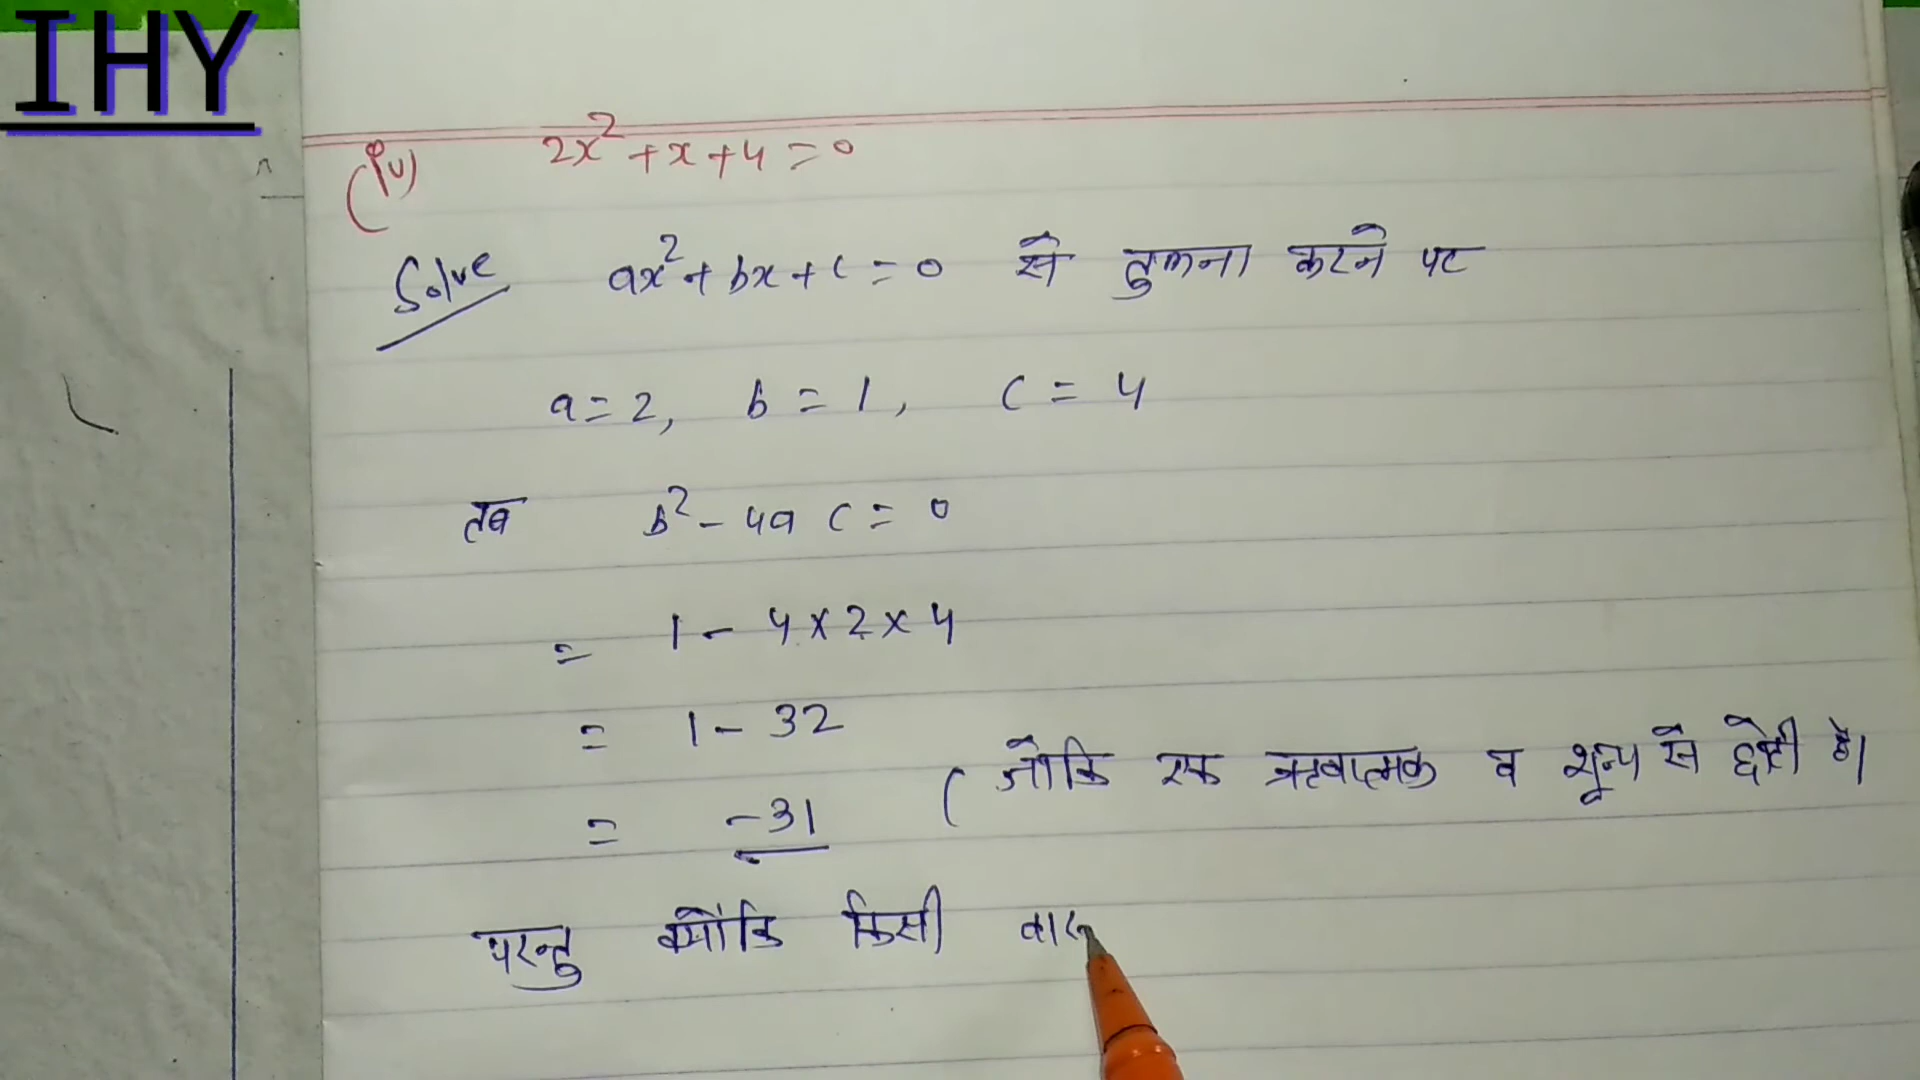 IHY
(iv) 2x² + x + 4 = 0
Solve ax² + bx + c = 0 से तुलना करने पर
a = 2, b = 1, c = 4
तब b² - 4ac = 0
= 1 - 4 x 2 x 4
= 1 - 32
= -31 (जोकि एक ऋणात्मक व शून्य से छोटी है।
परन्तु क्योंकि किसी वास